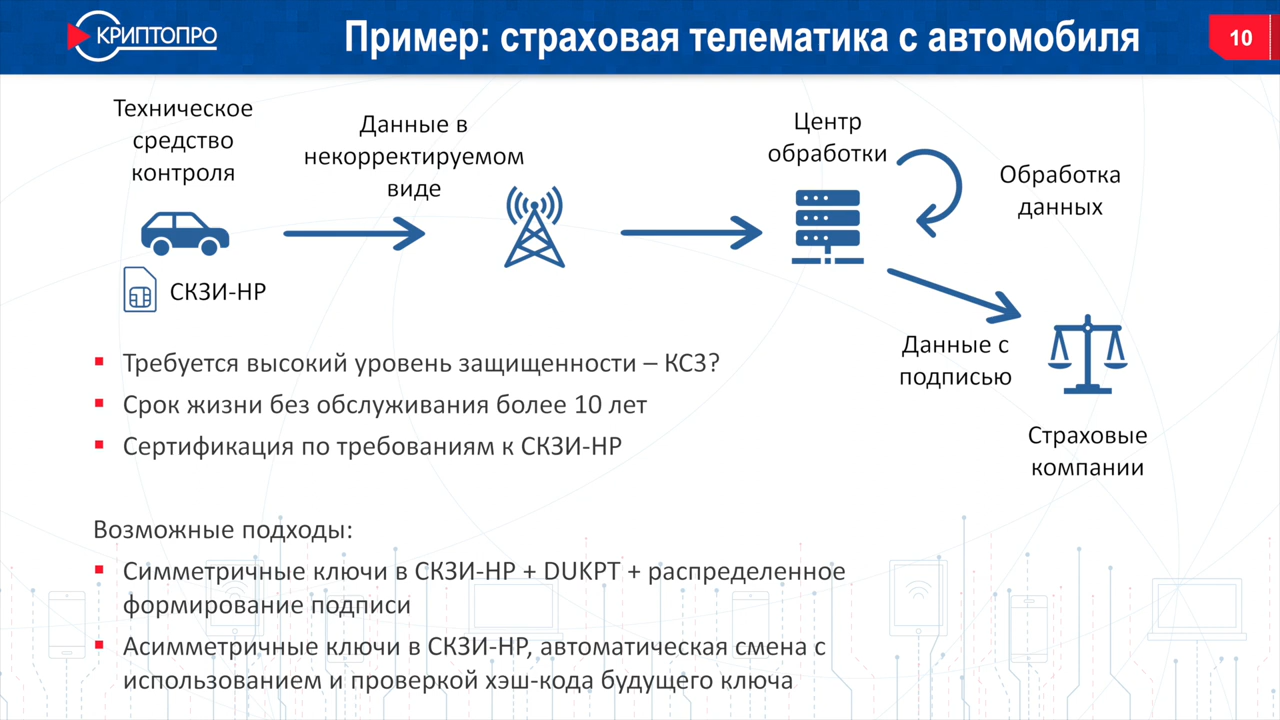 КРИПТОПРО
Пример: страховая телематика с автомобиля
10
Техническое
средство
контроля
Данные в
некорректируемом
виде
Центр
обработки
Обработка
данных
СКЗИ-НР
Данные с
подписью
Страховые
компании
▪ Требуется высокий уровень защищенности – КС3?
▪ Срок жизни без обслуживания более 10 лет
▪ Сертификация по требованиям к СКЗИ-НР
Возможные подходы:
▪ Симметричные ключи в СКЗИ-НР + DUKPT + распределенное
формирование подписи
▪ Асимметричные ключи в СКЗИ-НР, автоматическая смена с
использованием и проверкой хэш-кода будущего ключа